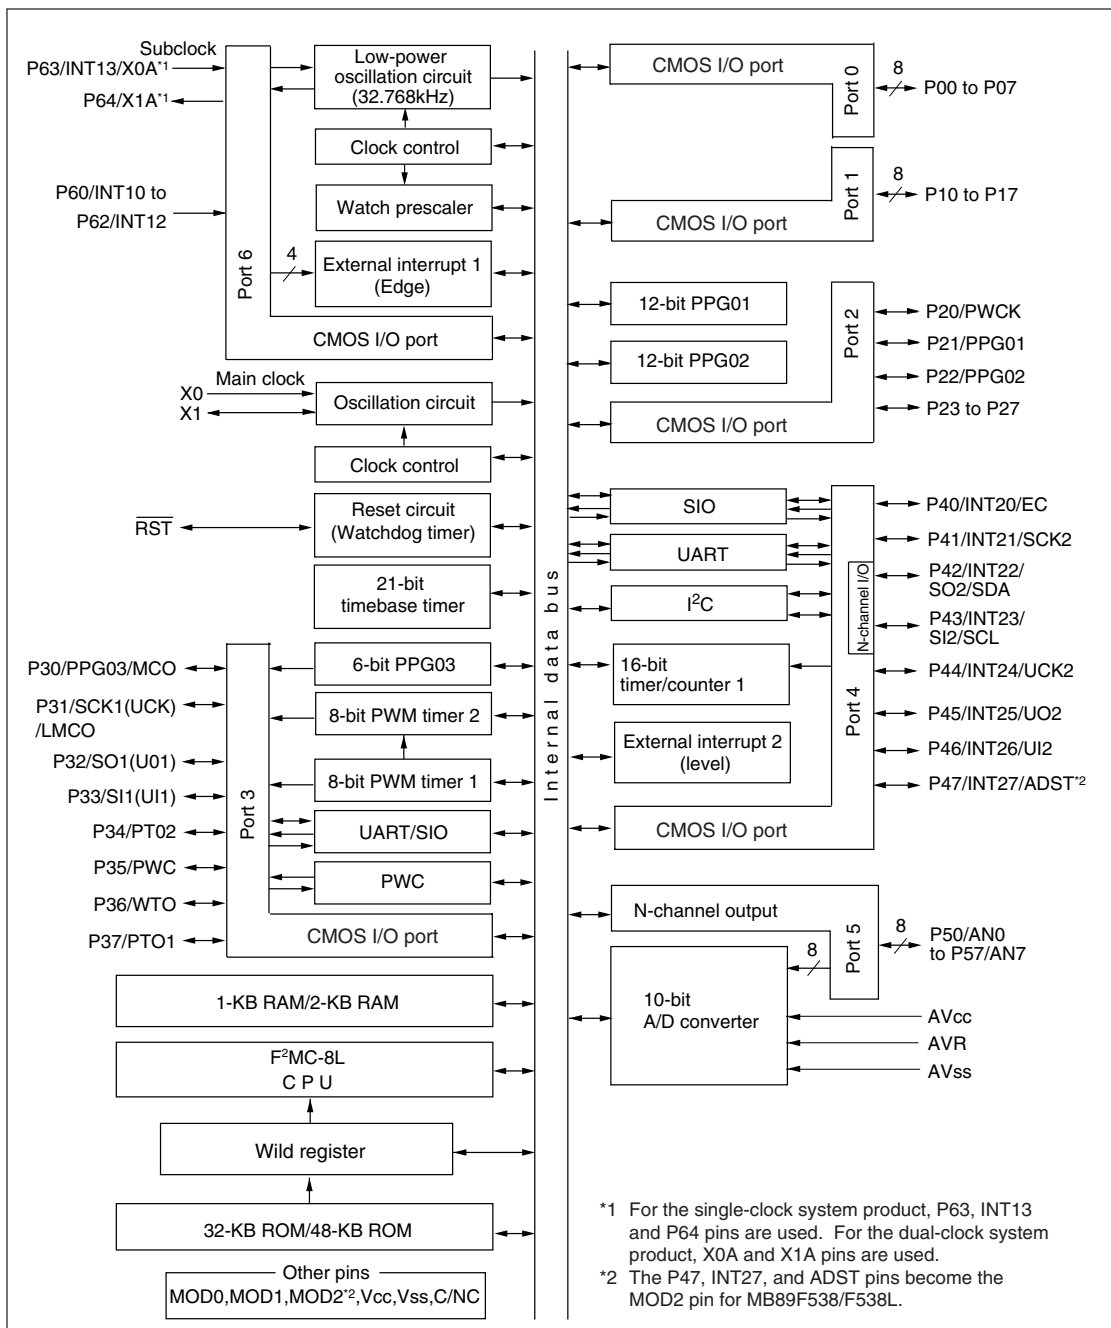 Subclock
P63/INT13/X0A*1
P64/X1A*1
P60/INT10 to
P62/INT12
Port 6
Low-power
oscillation circuit
(32.768kHz)
Clock control
Watch prescaler
4
External interrupt 1
(Edge)
CMOS I/O port
Main clock
X0
X1
Oscillation circuit
Clock control
RST
Reset circuit
(Watchdog timer)
21-bit
timebase timer
P30/PPG03/MCO
P31/SCK1(UCK)
/LMCO
P32/SO1(U01)
P33/SI1(UI1)
P34/PT02
P35/PWC
P36/WTO
P37/PTO1
Port 3
6-bit PPG03
8-bit PWM timer 2
8-bit PWM timer 1
UART/SIO
PWC
CMOS I/O port
1-KB RAM/2-KB RAM
F²MC-8L
C P U
Wild register
32-KB ROM/48-KB ROM
Other pins
MOD0,MOD1,MOD2*2,Vcc,Vss,C/NC
Internal data bus
CMOS I/O port
Port 0
8
P00 to P07
Port 1
8
P10 to P17
CMOS I/O port
12-bit PPG01
12-bit PPG02
CMOS I/O port
Port 2
P20/PWCK
P21/PPG01
P22/PPG02
P23 to P27
SIO
UART
I²C
16-bit
timer/counter 1
External interrupt 2
(level)
CMOS I/O port
N-channel I/O
Port 4
P40/INT20/EC
P41/INT21/SCK2
P42/INT22/
SO2/SDA
P43/INT23/
SI2/SCL
P44/INT24/UCK2
P45/INT25/UO2
P46/INT26/UI2
P47/INT27/ADST*2
N-channel output
Port 5
8
P50/AN0
to P57/AN7
8
10-bit
A/D converter
AVcc
AVR
AVss
*1 For the single-clock system product, P63, INT13
and P64 pins are used. For the dual-clock system
product, X0A and X1A pins are used.
*2 The P47, INT27, and ADST pins become the
MOD2 pin for MB89F538/F538L.